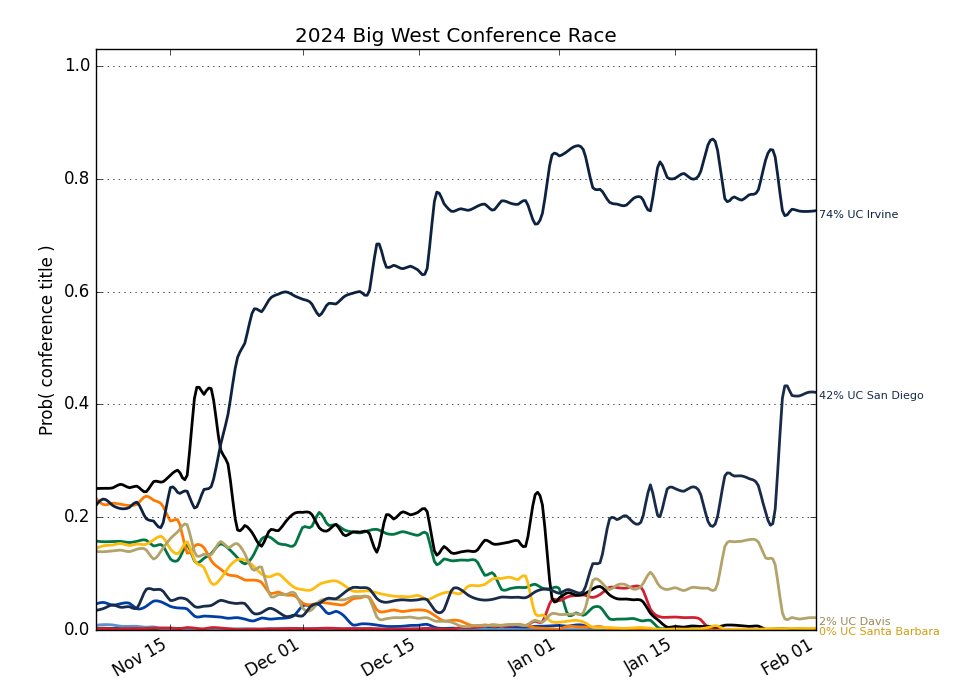 2024 Big West Conference Race
Prob( conference title )
1.0
0.8
0.6
0.4
0.2
0.0
Nov 15
Dec 01
Dec 15
Jan 01
Jan 15
Feb 01
74% UC Irvine
42% UC San Diego
2% UC Davis
0% UC Santa Barbara